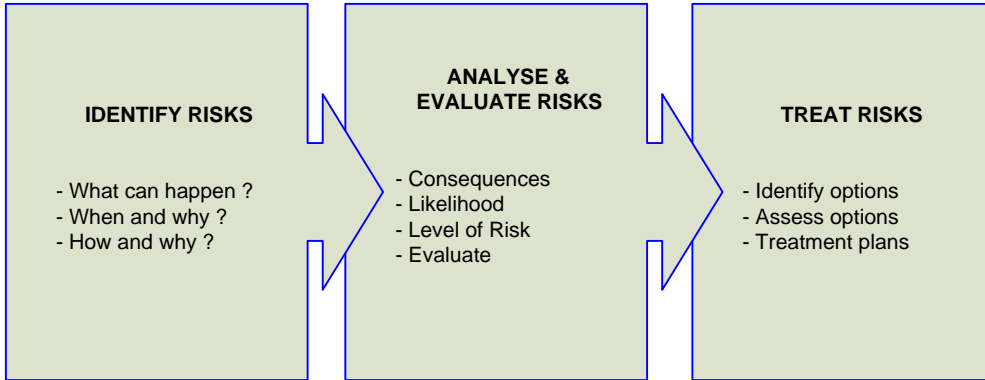 IDENTIFY RISKS
- What can happen ?
- When and why ?
- How and why ?
ANALYSE &
EVALUATE RISKS
- Consequences
- Likelihood
- Level of Risk
- Evaluate
TREAT RISKS
- Identify options
- Assess options
- Treatment plans